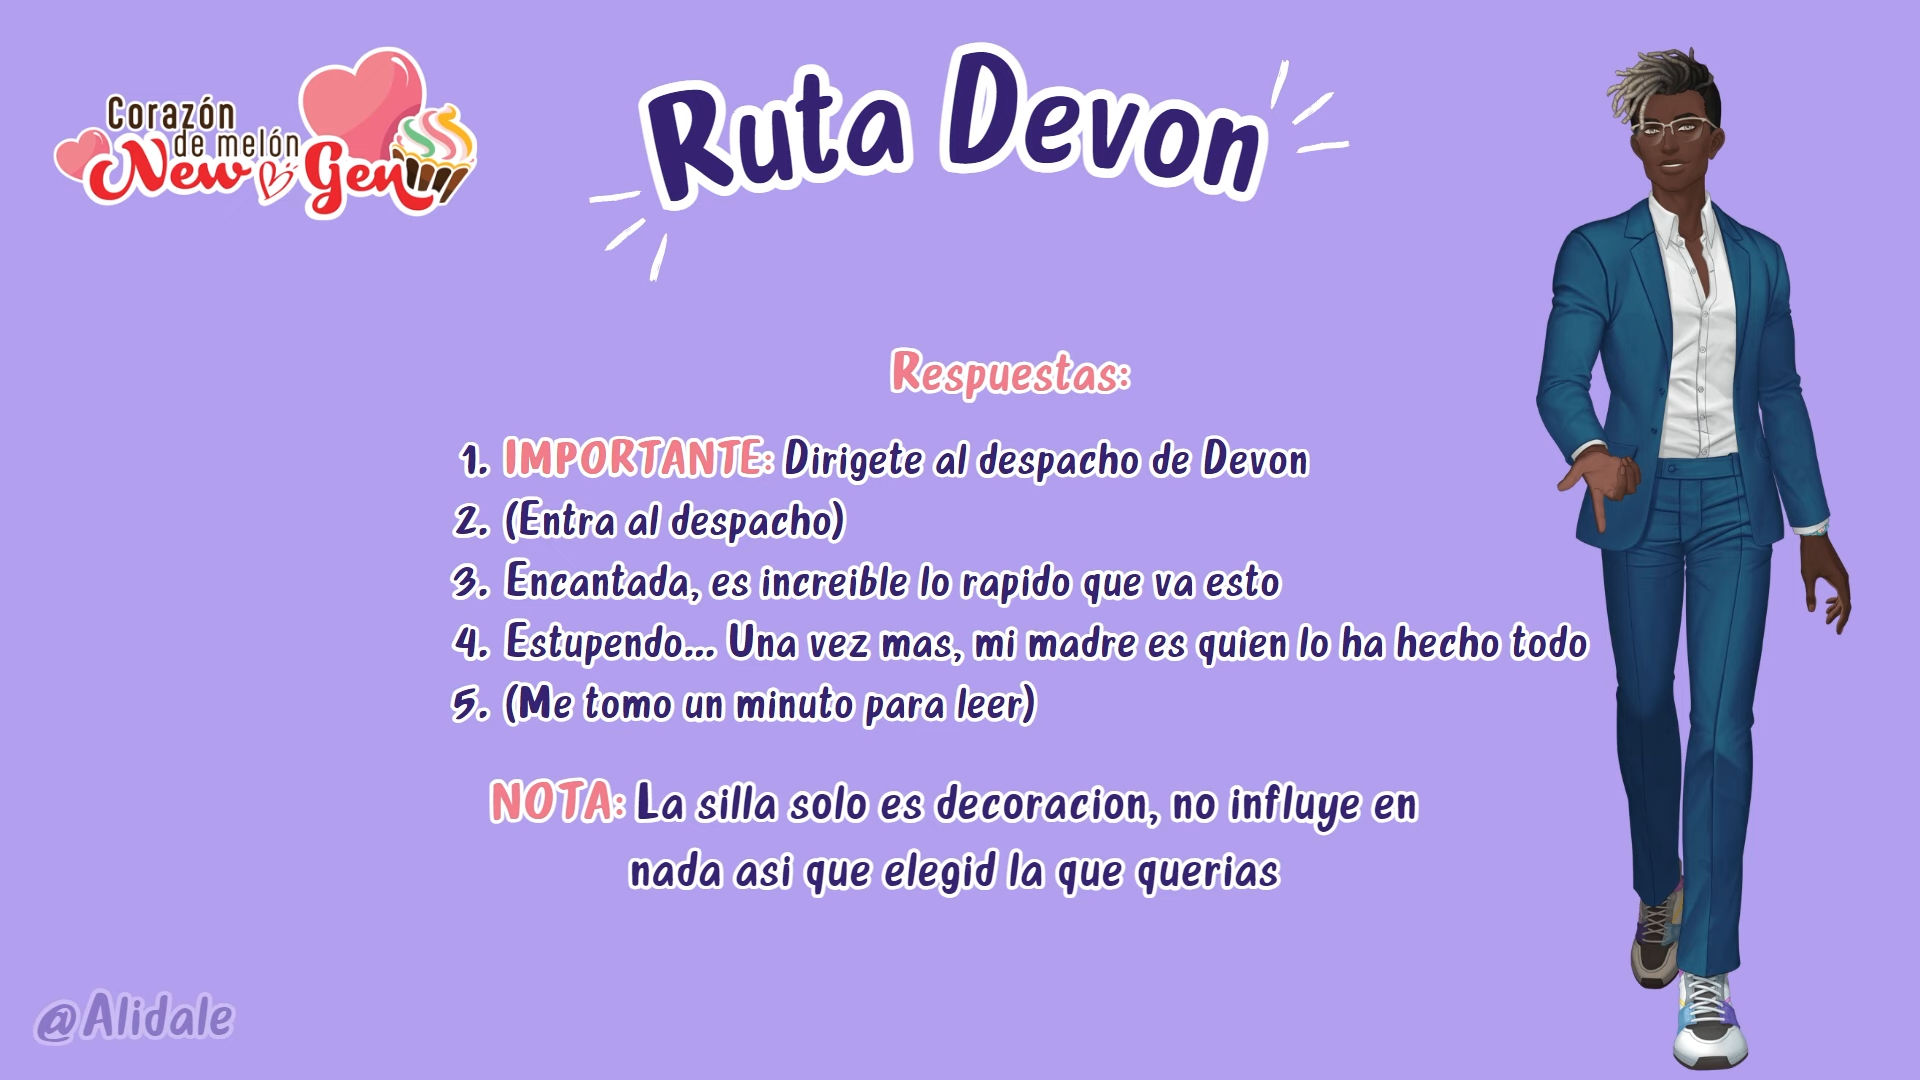 Corazón
de melón
New Gen
Ruta Devon
Respuestas:
1. IMPORTANTE: Dirigete al despacho de Devon
2. (Entra al despacho)
3. Encantada, es increible lo rapido que va esto
4. Estupendo... Una vez mas, mi madre es quien lo ha hecho todo
5. (Me tomo un minuto para leer)
NOTA: La silla solo es decoracion, no influye en
nada asi que elegid la que querias
@Alidale